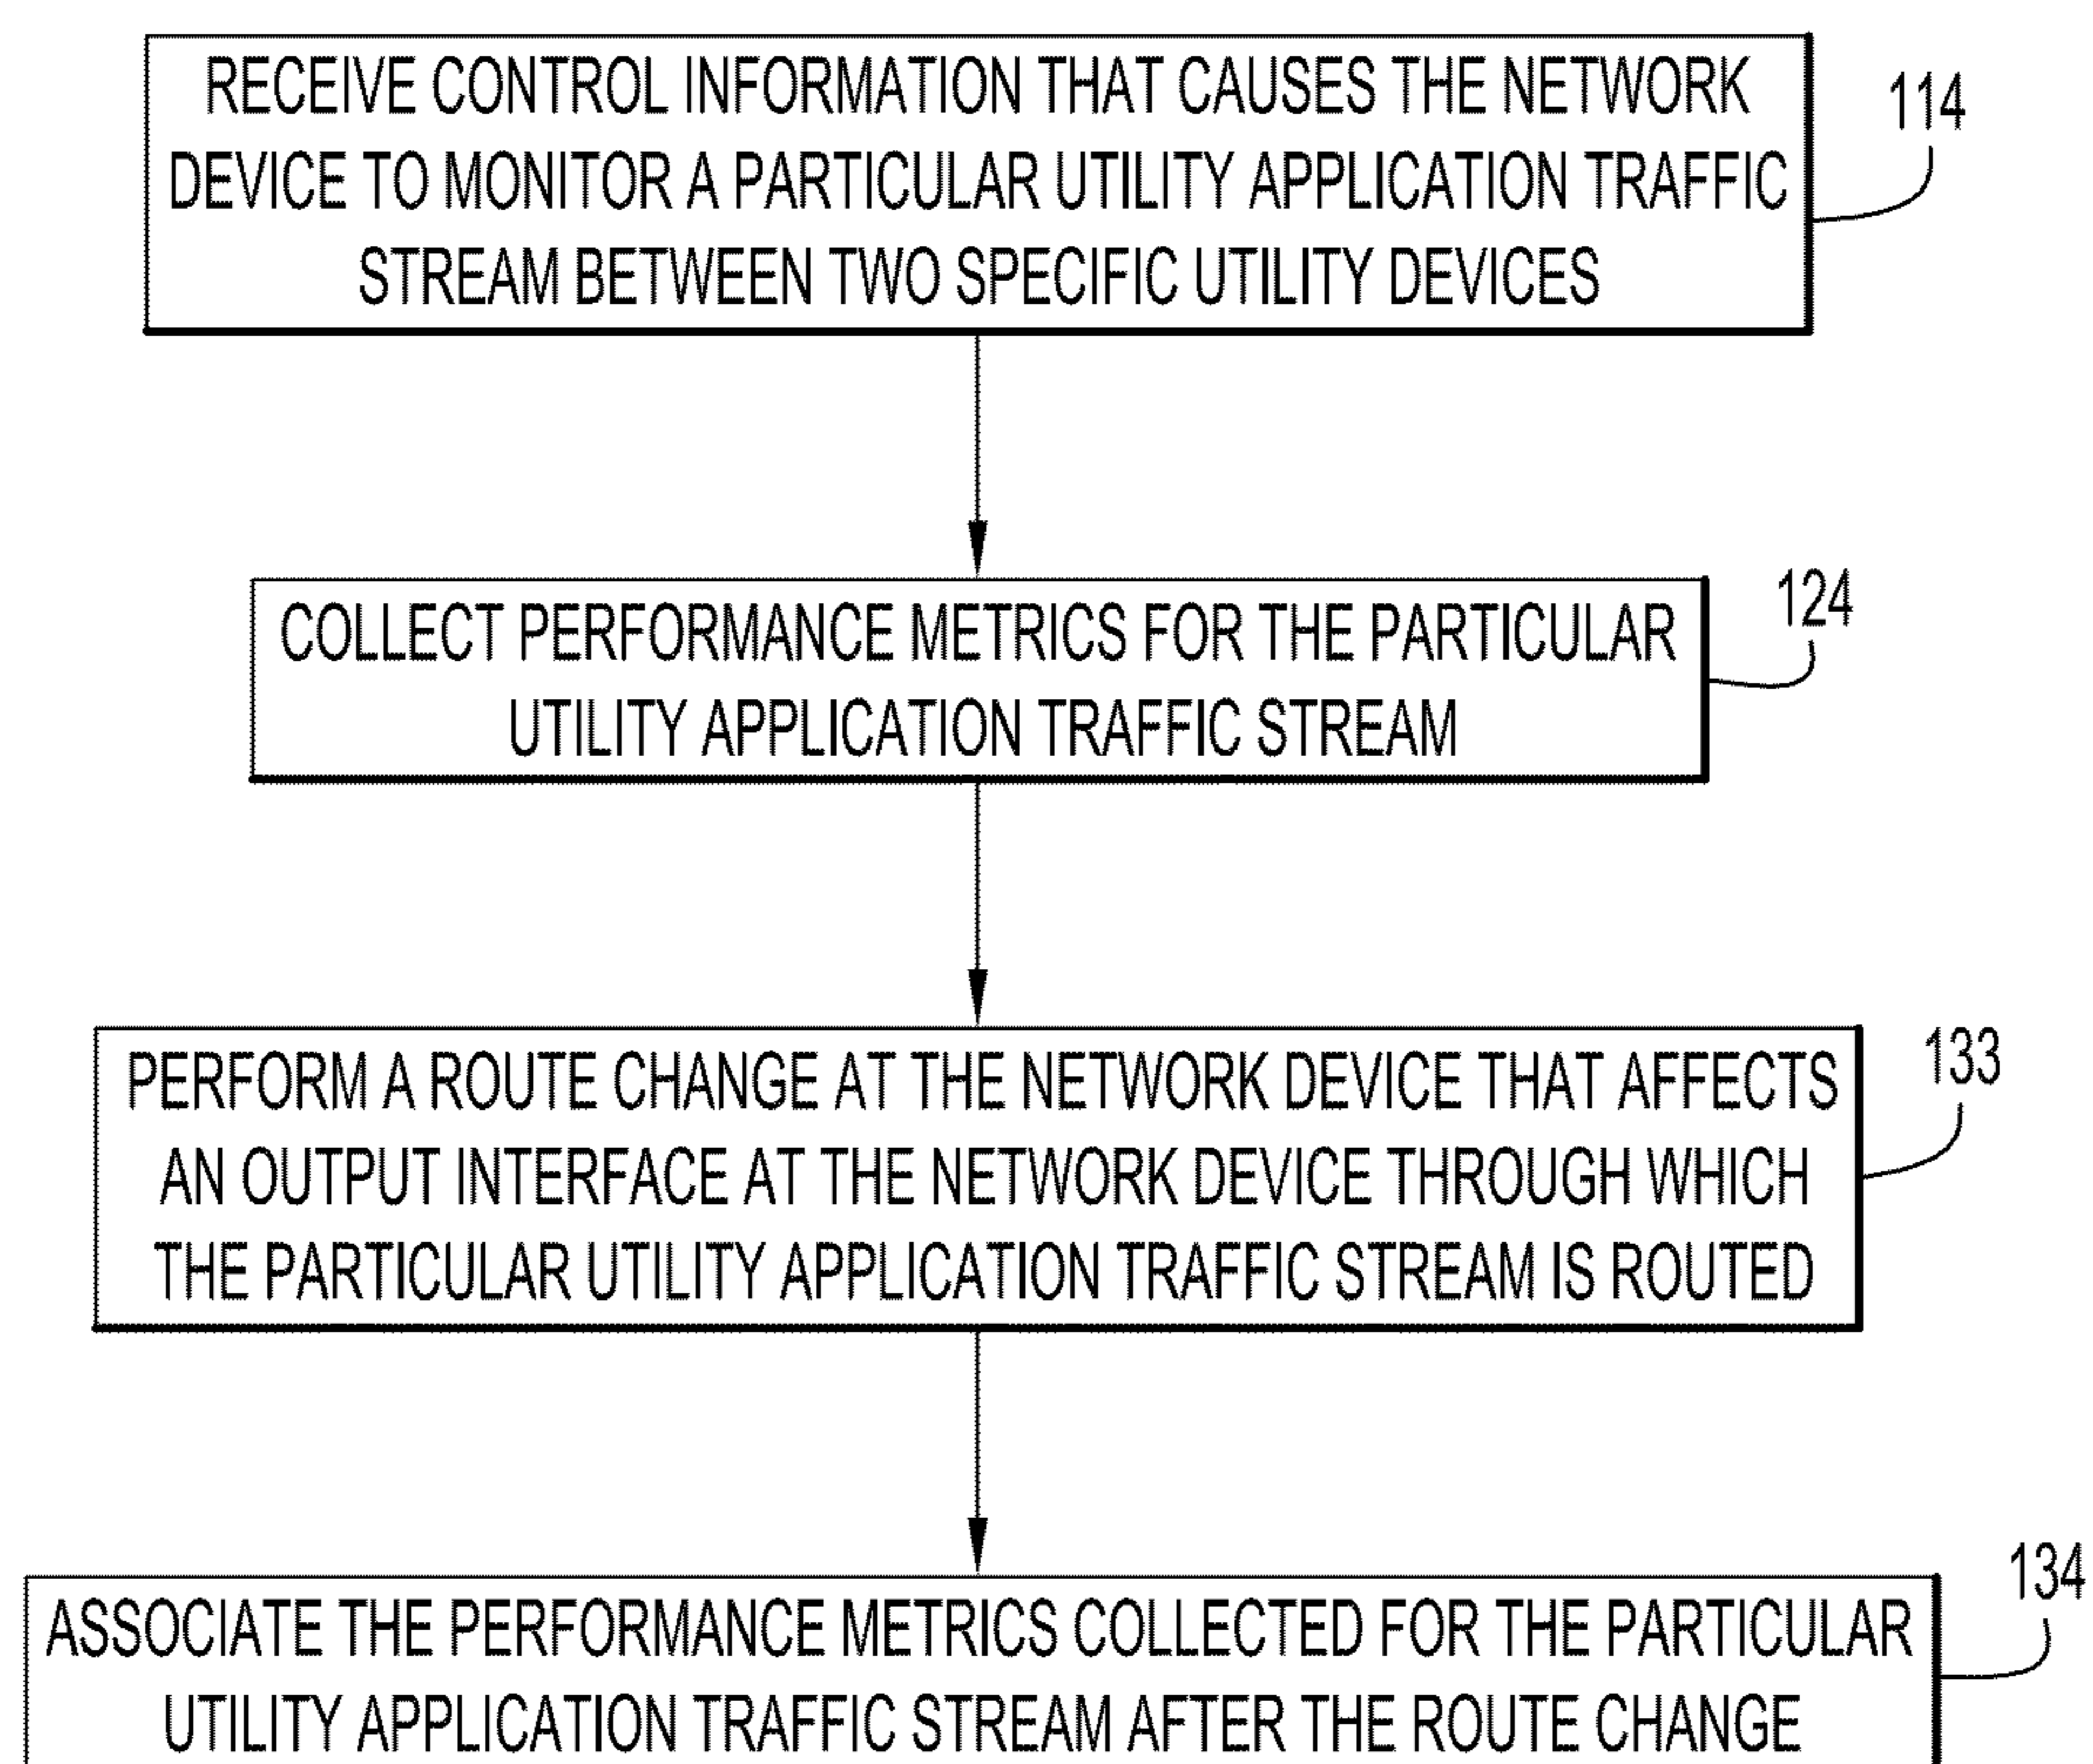 RECEIVE CONTROL INFORMATION THAT CAUSES THE NETWORK
DEVICE TO MONITOR A PARTICULAR UTILITY APPLICATION TRAFFIC
STREAM BETWEEN TWO SPECIFIC UTILITY DEVICES
114
COLLECT PERFORMANCE METRICS FOR THE PARTICULAR
UTILITY APPLICATION TRAFFIC STREAM
124
PERFORM A ROUTE CHANGE AT THE NETWORK DEVICE THAT AFFECTS
AN OUTPUT INTERFACE AT THE NETWORK DEVICE THROUGH WHICH
THE PARTICULAR UTILITY APPLICATION TRAFFIC STREAM IS ROUTED
133
ASSOCIATE THE PERFORMANCE METRICS COLLECTED FOR THE PARTICULAR
UTILITY APPLICATION TRAFFIC STREAM AFTER THE ROUTE CHANGE
134